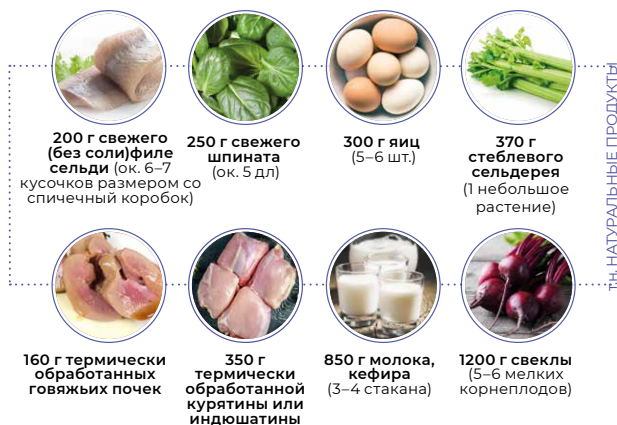 200 г свежего
(без соли)филе
сельди (ок. 6–7
кусочков размером со
спичечный коробок)
250 г свежего
шпината
(ок. 5 дл)
300 г яиц
(5–6 шт.)
370 г
стеблевого
сельдерея
(1 небольшое
растение)
160 г термически
обработанных
говяжьих почек
350 г
термически
обработанной
курятины или
индюшатины
850 г молока,
кефира
(3–4 стакана)
1200 г свеклы
(5–6 мелких
корнеплодов)
т.н. НАТУРАЛЬНЫЕ ПРОДУКТЫ